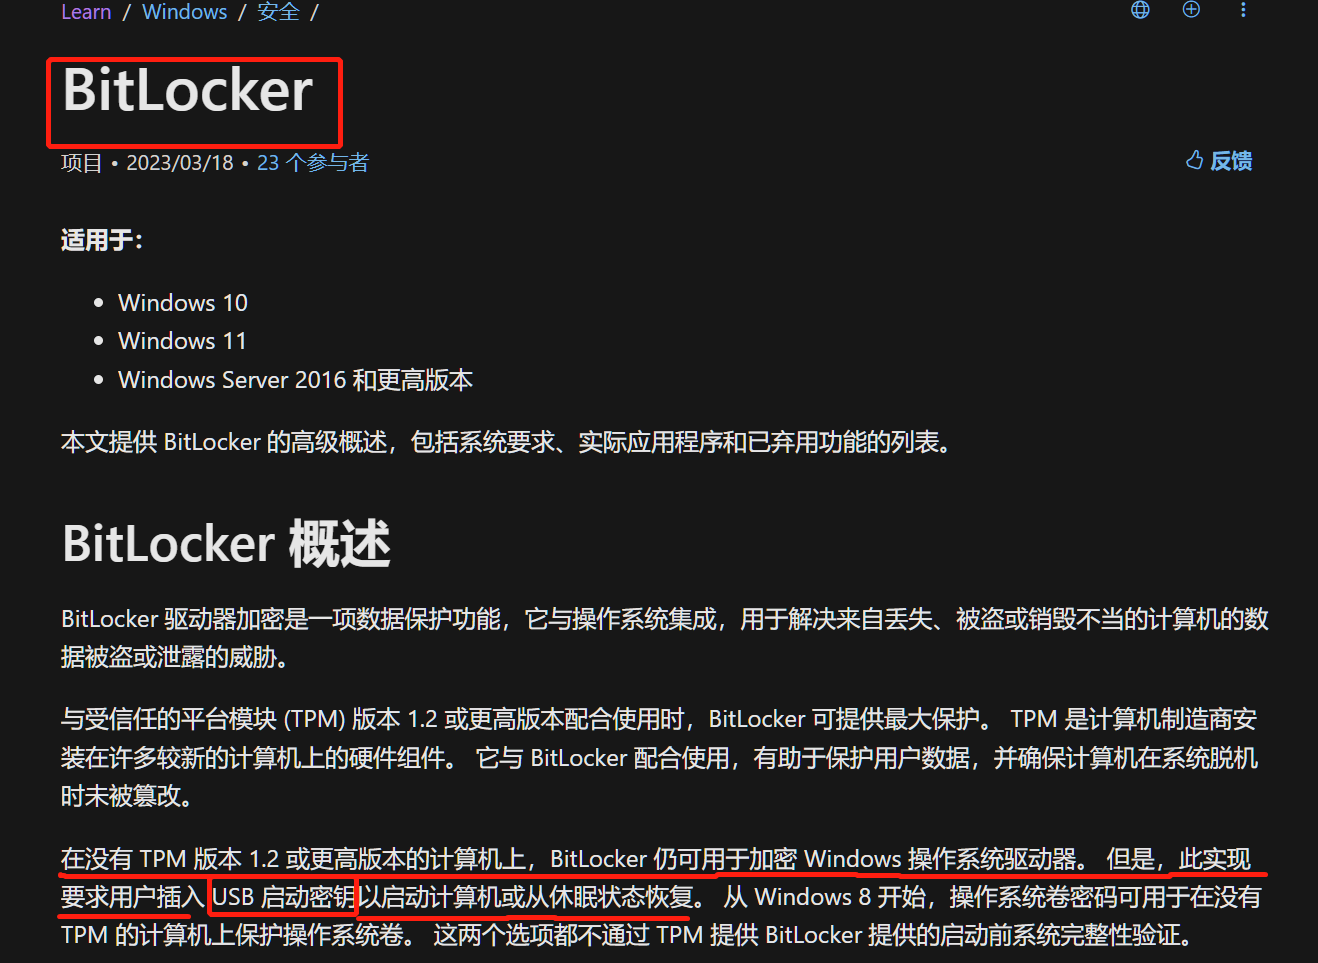 Learn / Windows / 安全 /
BitLocker
项目 • 2023/03/18 • 23 个参与者
反馈
适用于：
• Windows 10
• Windows 11
• Windows Server 2016 和更高版本
本文提供 BitLocker 的高级概述，包括系统要求、实际应用程序和已弃用功能的列表。
BitLocker 概述
BitLocker 驱动器加密是一项数据保护功能，它与操作系统集成，用于解决来自丢失、被盗或销毁不当的计算机的数
据被盗或泄露的威胁。
与受信任的平台模块 (TPM) 版本 1.2 或更高版本配合使用时，BitLocker 可提供最大保护。 TPM 是计算机制造商安
装在许多较新的计算机上的硬件组件。 它与 BitLocker 配合使用，有助于保护用户数据，并确保计算机在系统脱机
时未被篡改。
在没有 TPM 版本 1.2 或更高版本的计算机上，BitLocker 仍可用于加密 Windows 操作系统驱动器。 但是，此实现
要求用户插入 USB 启动密钥以启动计算机或从休眠状态恢复。 从 Windows 8 开始，操作系统卷密码可用于在没有
TPM 的计算机上保护操作系统卷。 这两个选项都不通过 TPM 提供 BitLocker 提供的启动前系统完整性验证。